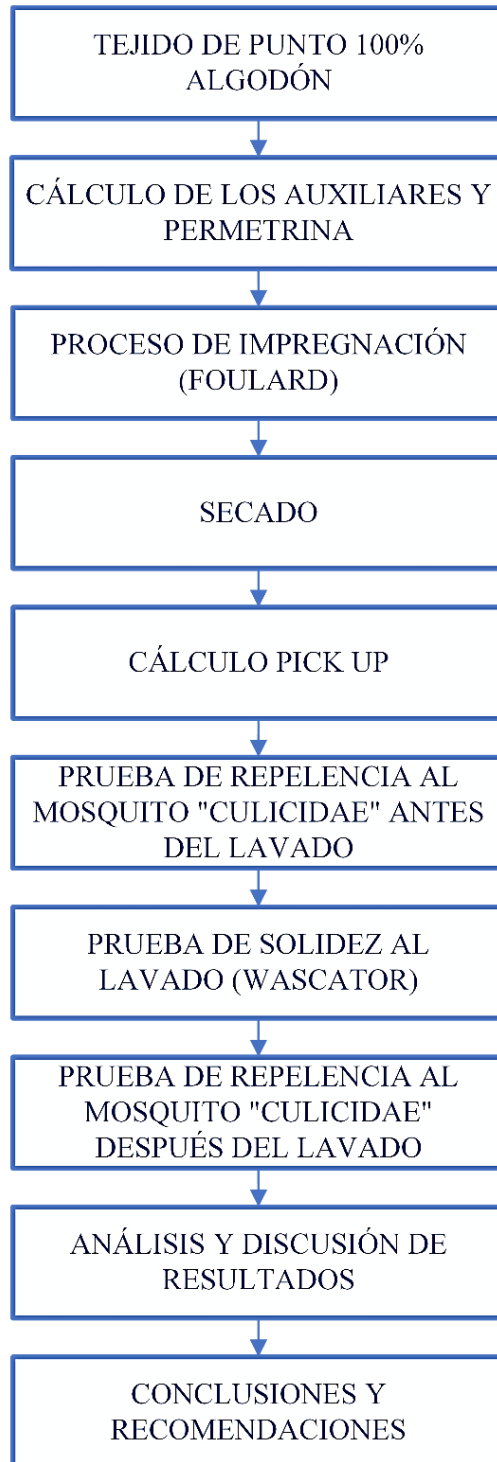 TEJIDO DE PUNTO 100%
ALGODÓN
CÁLCULO DE LOS AUXILIARES Y
PERMETRINA
PROCESO DE IMPREGNACIÓN
(FOULARD)
SECADO
CÁLCULO PICK UP
PRUEBA DE REPELENCIA AL
MOSQUITO "CULICIDAE" ANTES
DEL LAVADO
PRUEBA DE SOLIDEZ AL
LAVADO (WASCATOR)
PRUEBA DE REPELENCIA AL
MOSQUITO "CULICIDAE"
DESPUÉS DEL LAVADO
ANÁLISIS Y DISCUSIÓN DE
RESULTADOS
CONCLUSIONES Y
RECOMENDACIONES